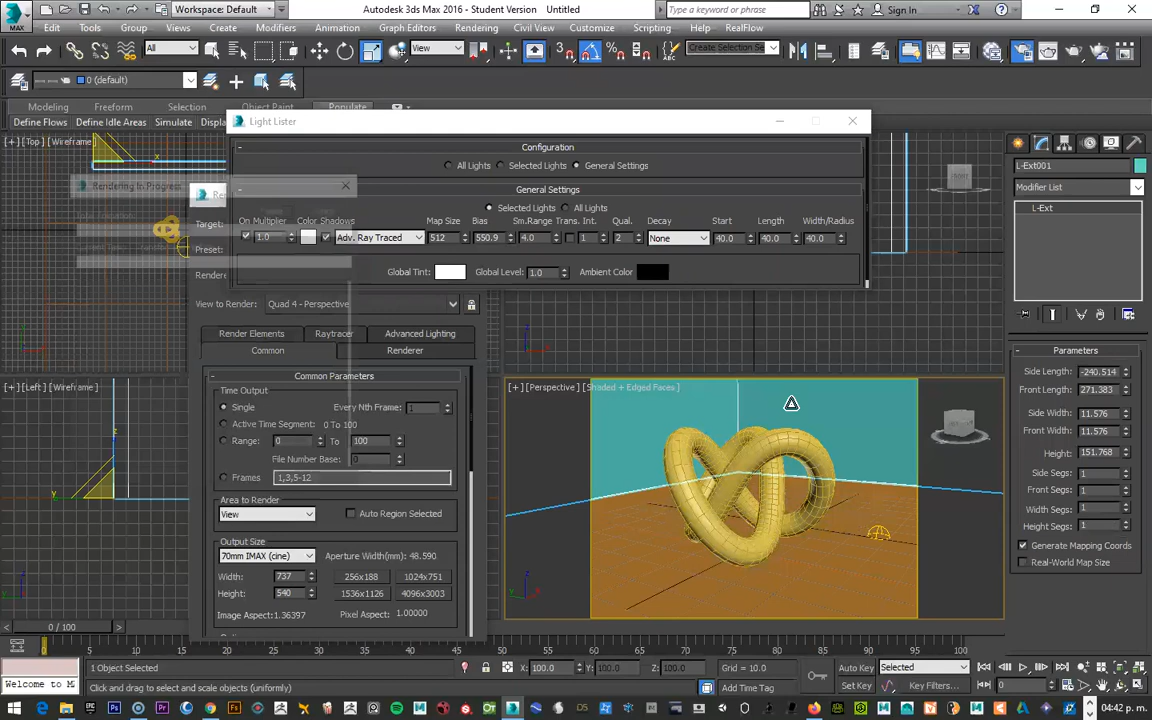 MAX
Workspace: Default
Autodesk 3ds Max 2016 - Student Version Untitled
Type a keyword or phrase
Sign In
Edit Tools Group Views Create Modifiers Animation Graph Editors Rendering Civil View Customize Scripting Help RealFlow
All
View
Create Selection Se
0 (default)
Modeling Freeform Selection Object Paint Populate
Define Flows Define Idle Areas Simulate Displa
Light Lister
[+] [Top] [Wireframe]
Configuration
All Lights Selected Lights General Settings
General Settings
Selected Lights All Lights
On Multiplier Color Shadows Map Size Bias Sm.Range Trans. Int. Qual. Decay Start Length Width/Radius
1.0 Adv. Ray Traced 512 550.9 4.0 1 2 None 40.0 40.0 40.0
Global Tint: Global Level: 1.0 Ambient Color
Rendering In Progress
Target:
Preset:
Rendere
View to Render: Quad 4 - Perspective
Render Elements Raytracer Advanced Lighting
Common Renderer
Common Parameters
Time Output
Single Every Nth Frame: 1
Active Time Segment: 0 To 100
Range: 0 To 100
File Number Base: 0
Frames 1,3,5-12
Area to Render
View Auto Region Selected
Output Size
70mm IMAX (cine) Aperture Width(mm): 48.590
Width: 737 256x188 1024x751
Height: 540 1536x1126 4096x3003
Image Aspect: 1.36397 Pixel Aspect: 1.00000
[+] [Left] [Wireframe]
[+] [Perspective] [Shaded + Edged Faces]
FRONT
L-Ext001
Modifier List
L-Ext
Parameters
Side Length: -240.514
Front Length: 271.383
Side Width: 11.576
Front Width: 11.576
Height: 151.768
Side Segs: 1
Front Segs: 1
Width Segs: 1
Height Segs: 1
Generate Mapping Coords
Real-World Map Size
0 / 100
50 55 60 65 70 75 80 85 90 95 100
1 Object Selected
X: 100.0 Y: 100.0 Z: 100.0 Grid = 10.0
Auto Key Selected
Welcome to M
Click and drag to select and scale objects (uniformly)
Add Time Tag
Set Key Key Filters... 0
04:42 p. m.